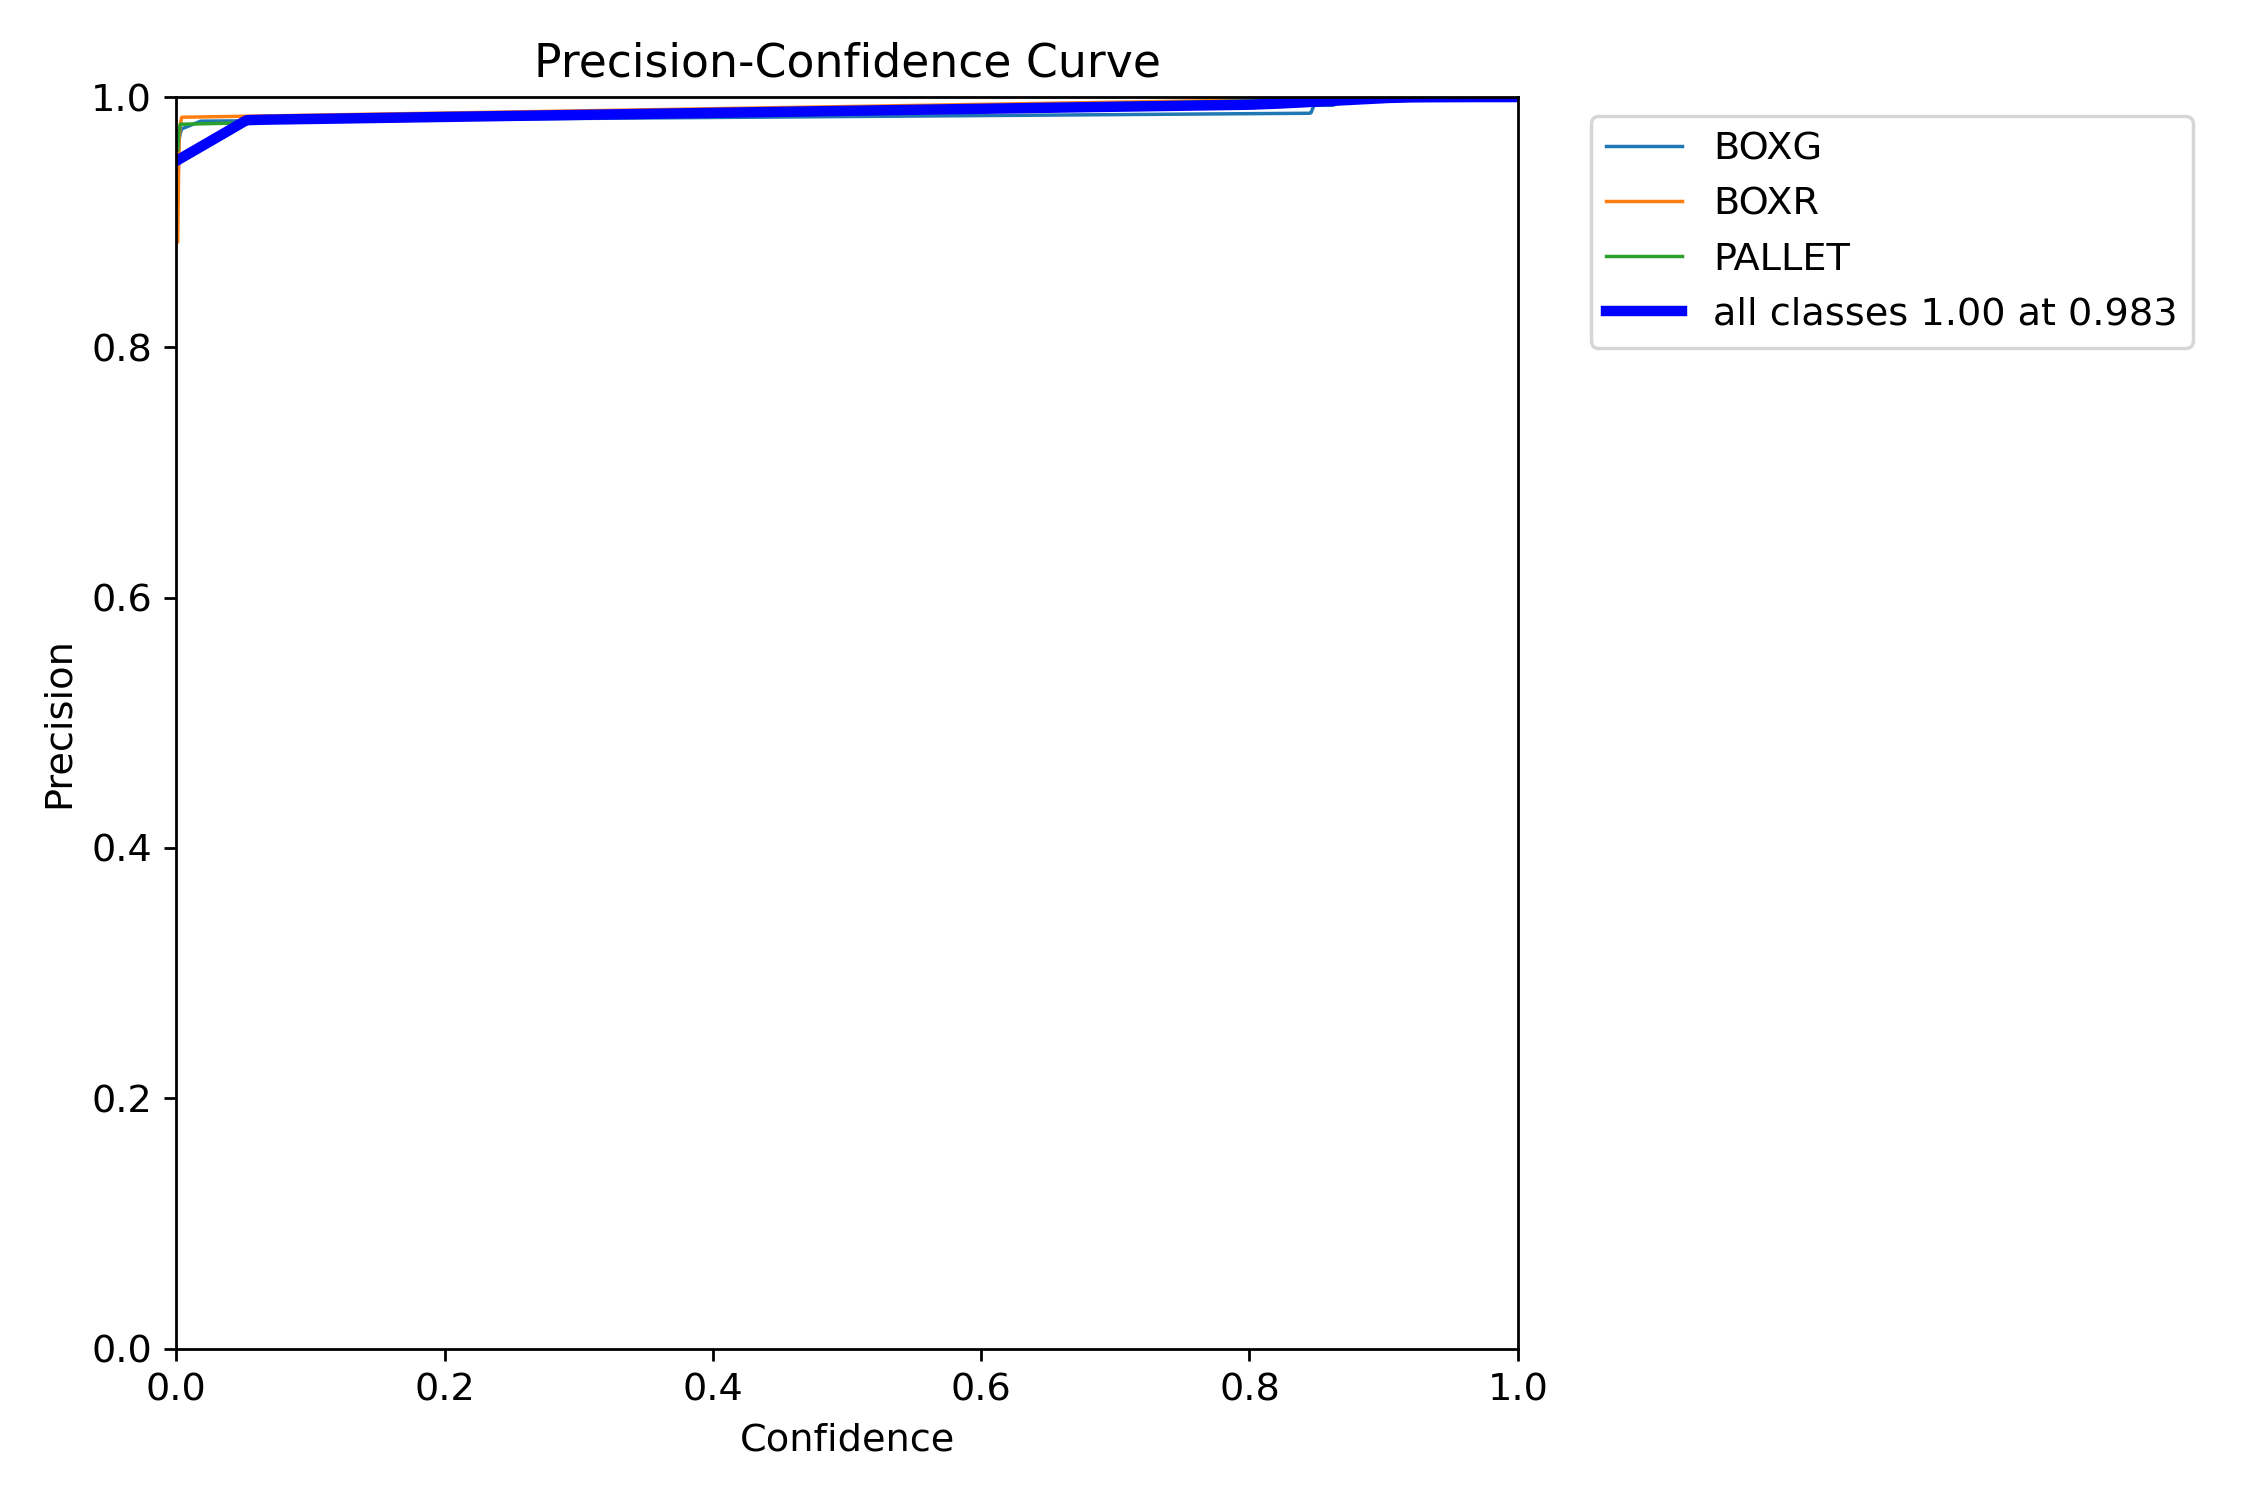 Precision-Confidence Curve
1.0
0.8
0.6
0.4
0.2
0.0
Precision
0.0 0.2 0.4 0.6 0.8 1.0
Confidence
BOXG
BOXR
PALLET
all classes 1.00 at 0.983